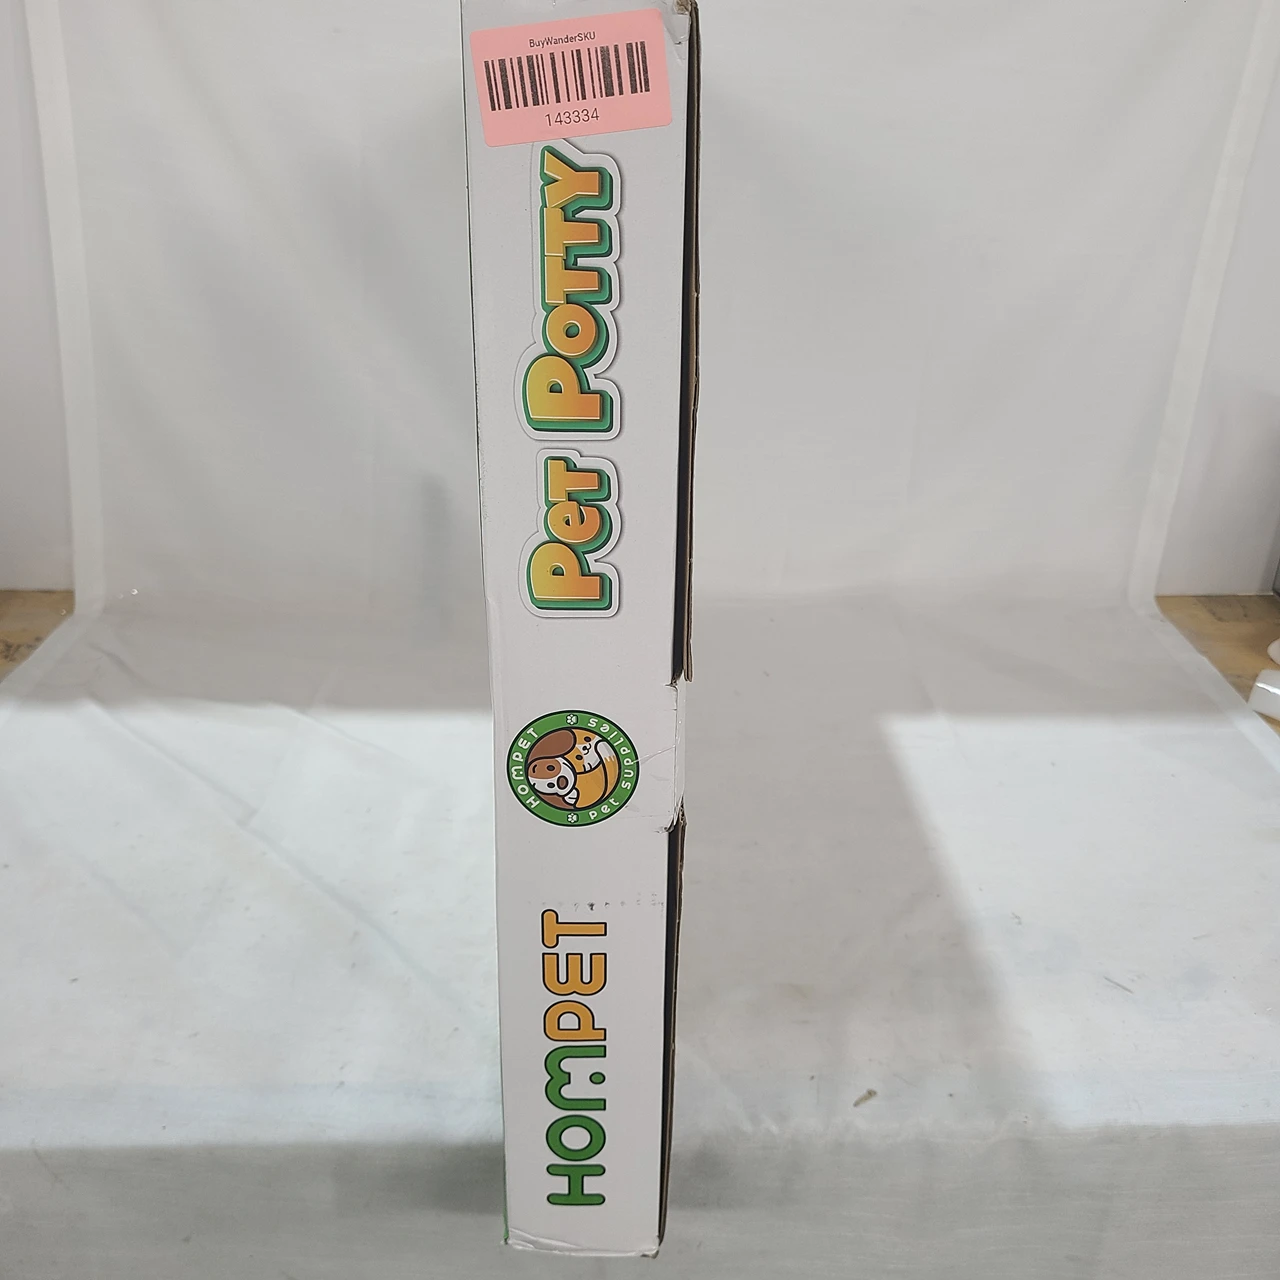 BuyWanderSKU
143334
Pet Potty
HOMPET
Pet supplies
HOMPET